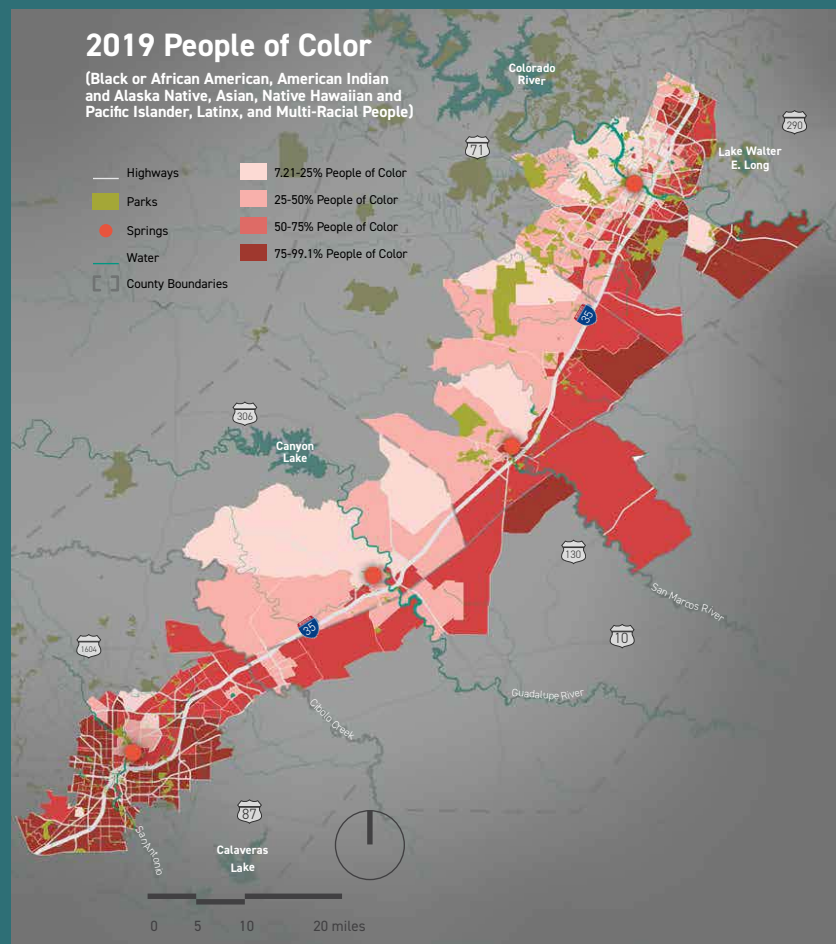 2019 People of Color
(Black or African American, American Indian
and Alaska Native, Asian, Native Hawaiian and
Pacific Islander, Latinx, and Multi-Racial People)
Highways
Parks
Springs
Water
County Boundaries
7.21-25% People of Color
25-50% People of Color
50-75% People of Color
75-99.1% People of Color
Colorado
River
71
290
Lake Walter
E. Long
35
306
Canyon
Lake
130
San Marcos River
10
35
1604
Guadalupe River
Cibolo Creek
87
San Antonio
Calaveras
Lake
0 5 10 20 miles